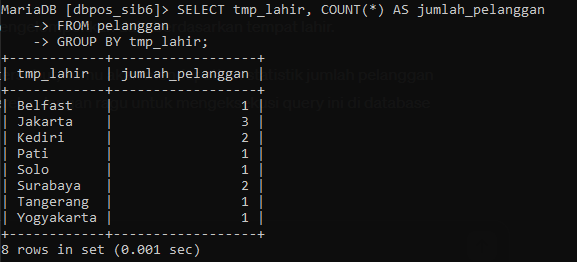 MariaDB [dbpos_sib6]> SELECT tmp_lahir, COUNT(*) AS jumlah_pelanggan
    -> FROM pelanggan
    -> GROUP BY tmp_lahir;
+------------+------------------+
| tmp_lahir  | jumlah_pelanggan |
+------------+------------------+
| Belfast    |                1 |
| Jakarta    |                3 |
| Kediri     |                2 |
| Pati       |                1 |
| Solo       |                1 |
| Surabaya   |                2 |
| Tangerang  |                1 |
| Yogyakarta |                1 |
+------------+------------------+
8 rows in set (0.001 sec)